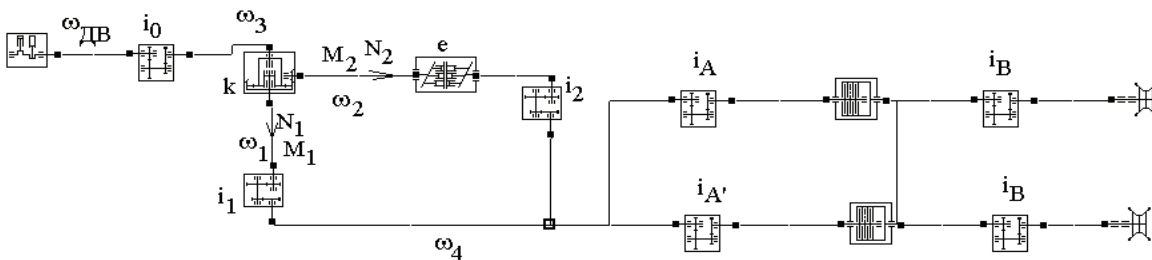 ω_ДВ
i_0
ω_3
k
M_2
N_2
ω_2
e
i_2
N_1
ω_1
M_1
i_1
ω_4
i_A
i_B
i_A'
i_B